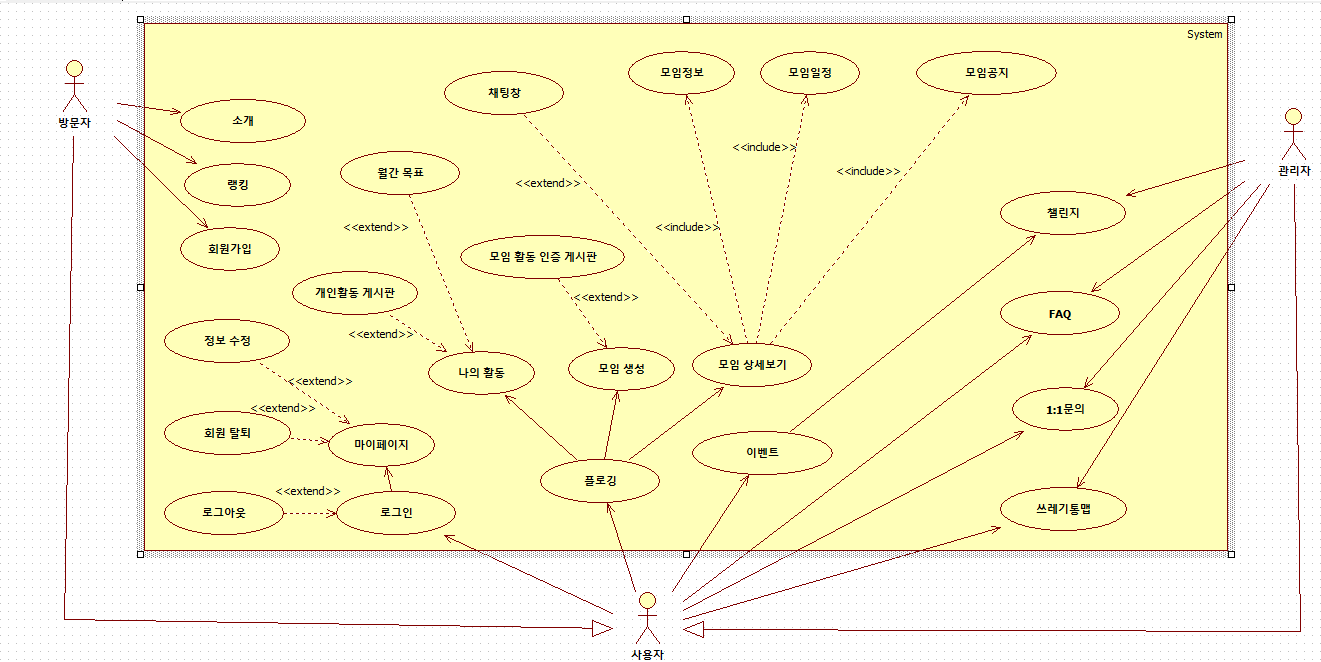 System
모임정보
모임일정
모임공지
채팅창
방문자
소개
<<include>>
<<include>>
관리자
월간 목표
랭킹
<<extend>>
챌린지
<<extend>>
<<include>>
회원가입
모임 활동 인증 게시판
개인활동 게시판
<<extend>>
FAQ
<<extend>>
정보 수정
나의 활동
모임 생성
모임 상세보기
<<extend>>
<<extend>>
1:1문의
회원 탈퇴
마이페이지
이벤트
플로깅
<<extend>>
로그아웃
로그인
쓰레기통맵
사용자